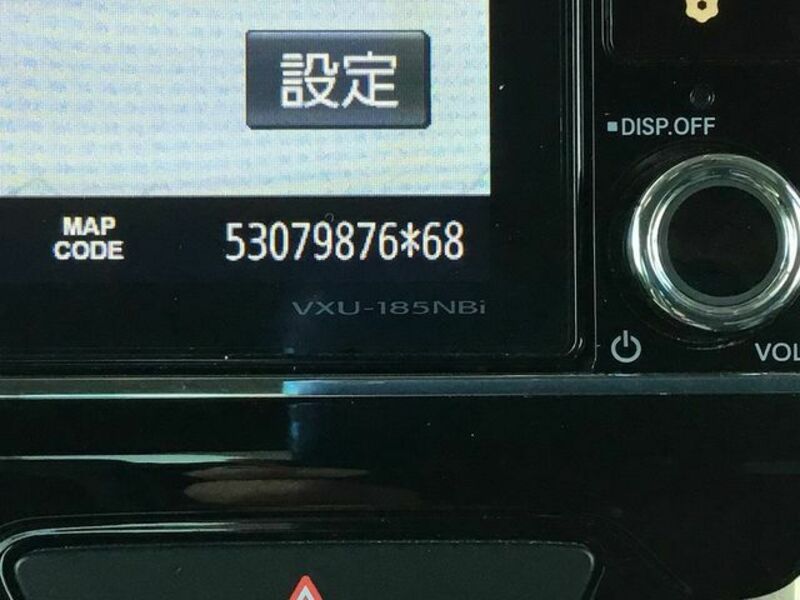 設定
■DISP.OFF
MAP
CODE
53079876*68
VXU-185NBi
VOL